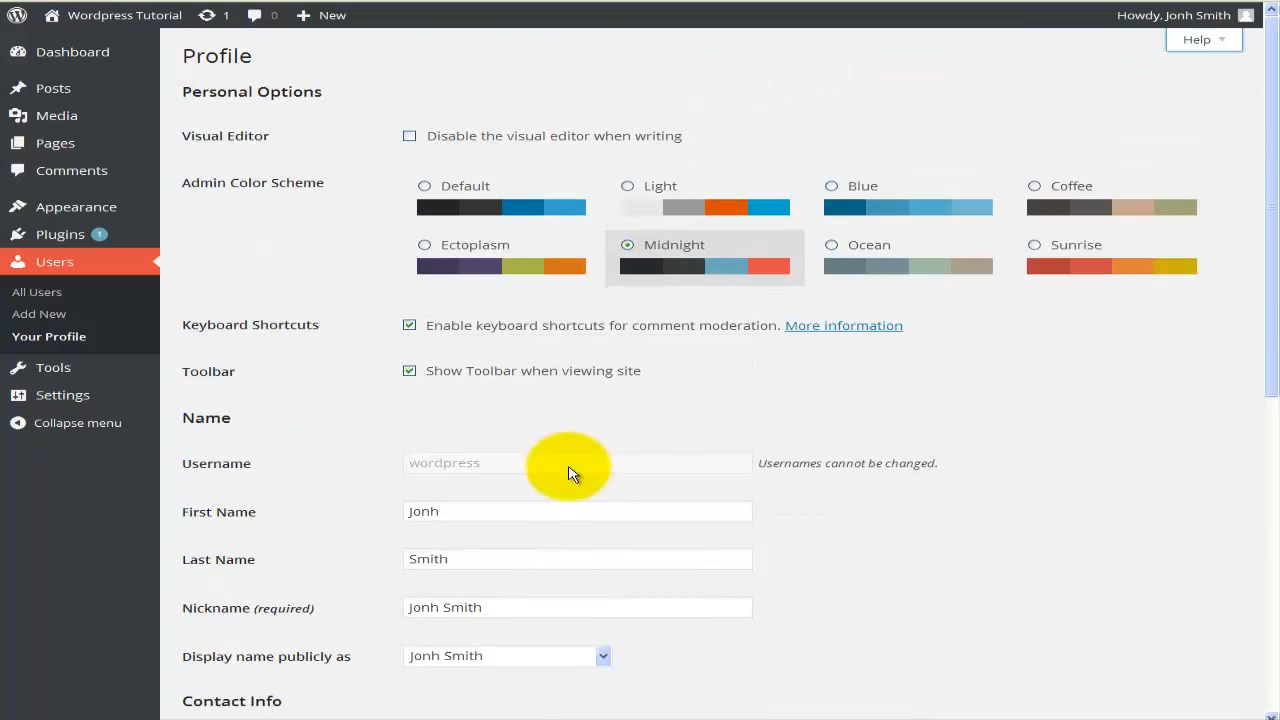 Wordpress Tutorial 1 0 New Howdy, Jonh Smith
Help
Dashboard
Posts
Media
Pages
Comments
Appearance
Plugins 1
Users
All Users
Add New
Your Profile
Tools
Settings
Collapse menu
Profile
Personal Options
Visual Editor Disable the visual editor when writing
Admin Color Scheme
Default Light Blue Coffee
Ectoplasm Midnight Ocean Sunrise
Keyboard Shortcuts Enable keyboard shortcuts for comment moderation. More information
Toolbar Show Toolbar when viewing site
Name
Username wordpress Usernames cannot be changed.
First Name Jonh
Last Name Smith
Nickname (required) Jonh Smith
Display name publicly as Jonh Smith
Contact Info